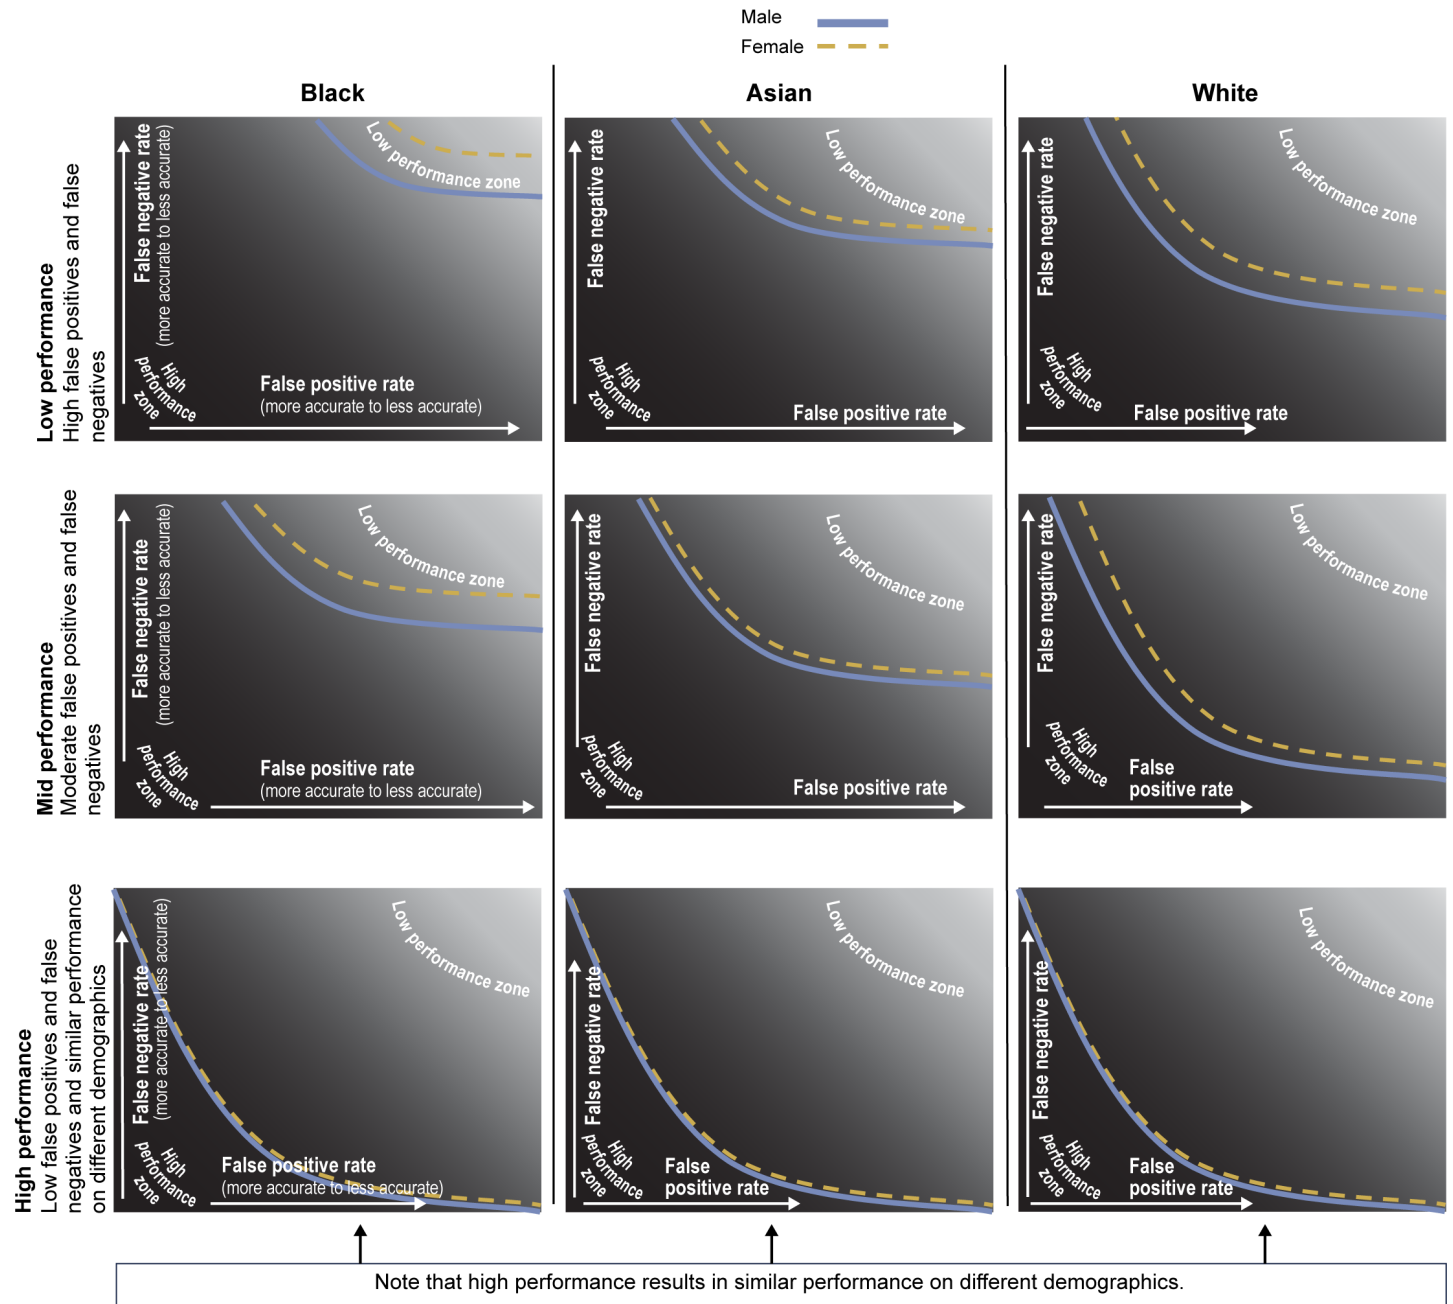 Male
Female
Black
Asian
White
Low performance
High false positives and false
negatives
False negative rate
(more accurate to less accurate)
Low performance zone
High
performance
zone
False positive rate
(more accurate to less accurate)
False negative rate
Low performance zone
High
performance
zone
False positive rate
False negative rate
Low performance zone
High
performance
zone
False positive rate
Mid performance
Moderate false positives and false
negatives
False negative rate
(more accurate to less accurate)
Low performance zone
High
performance
zone
False positive rate
(more accurate to less accurate)
False negative rate
Low performance zone
High
performance
zone
False positive rate
False negative rate
Low performance zone
High
performance
zone
False
positive rate
High performance
Low false positives and false
negatives and similar performance
on different demographics
False negative rate
(more accurate to less accurate)
Low performance zone
High
performance
zone
False positive rate
(more accurate to less accurate)
False negative rate
Low performance zone
High
performance
zone
False
positive rate
False negative rate
Low performance zone
High
performance
zone
False
positive rate
Note that high performance results in similar performance on different demographics.